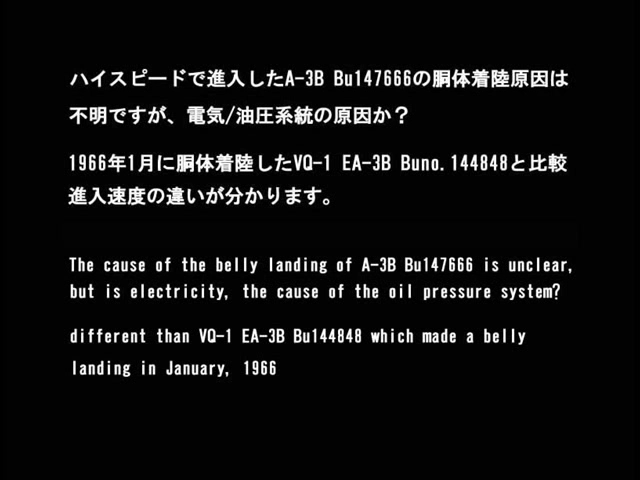 ハイスピードで進入したA-3B Bu147666の胴体着陸原因は
不明ですが、電気/油圧系統の原因か？
1966年1月に胴体着陸したVQ-1 EA-3B Buno.144848と比較
進入速度の違いが分かります。
The cause of the belly landing of A-3B Bu147666 is unclear,
but is electricity, the cause of the oil pressure system?
different than VQ-1 EA-3B Bu144848 which made a belly
landing in January, 1966